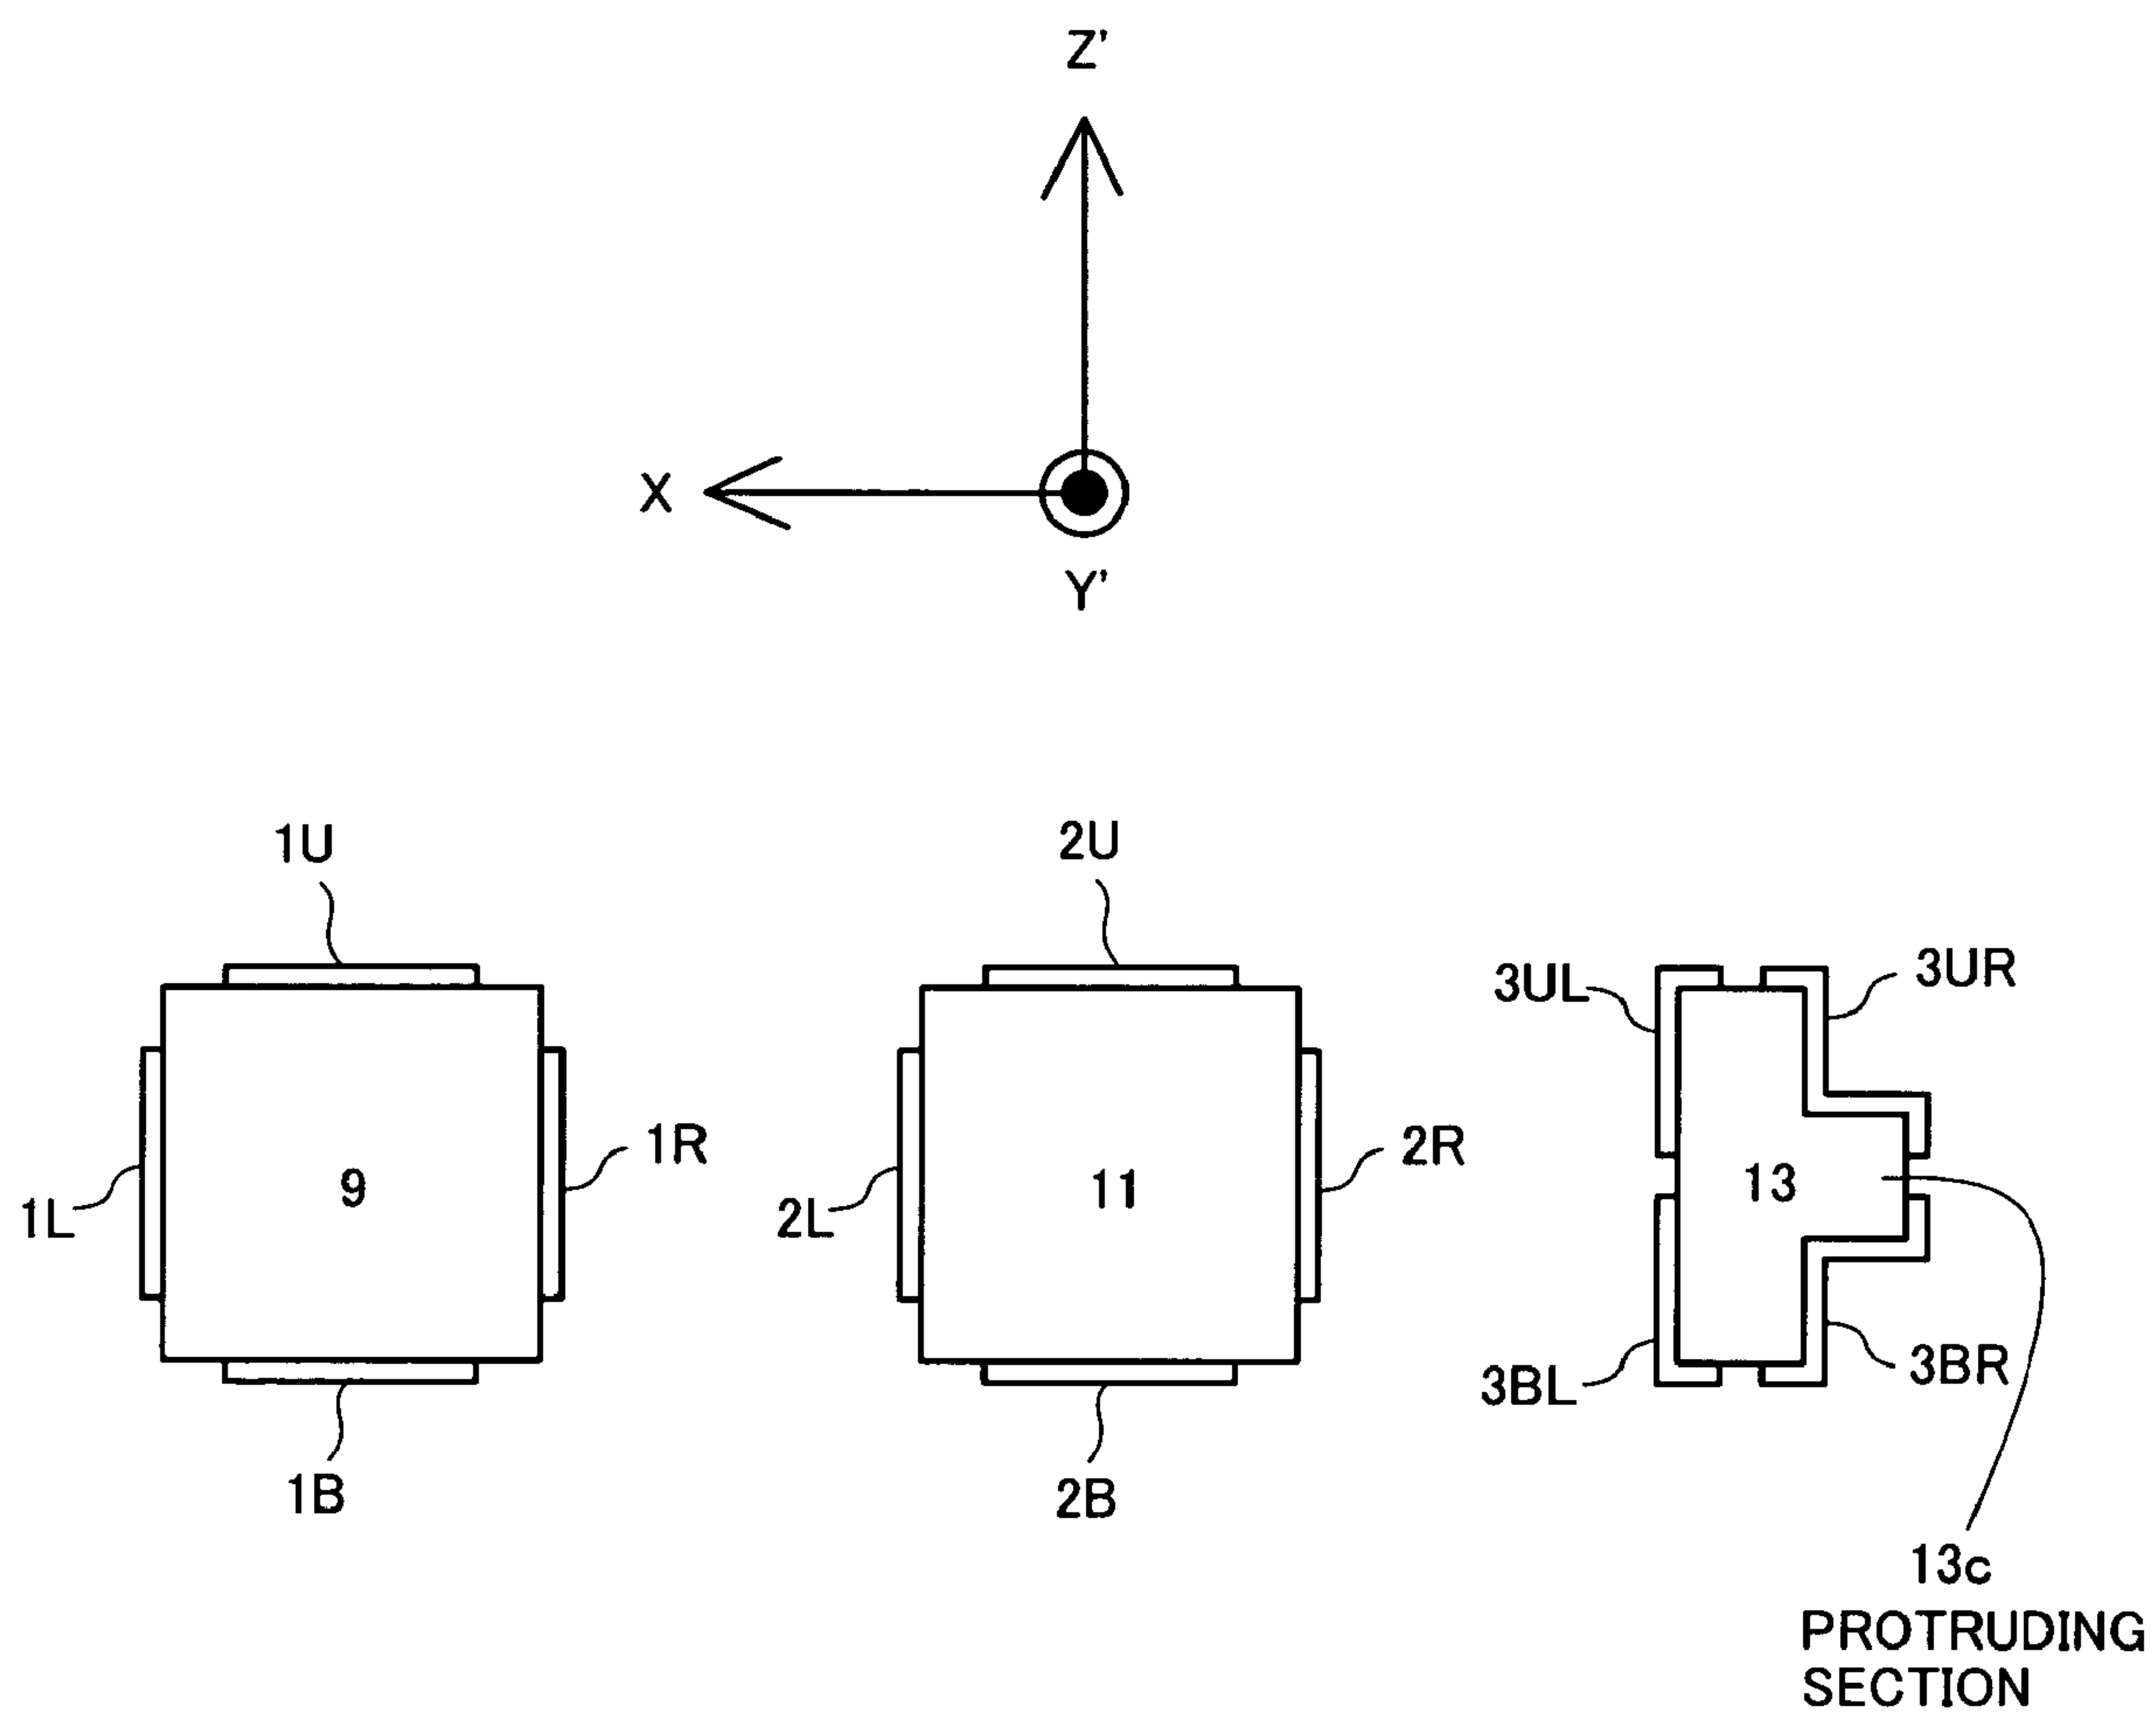 Z'
X
Y'
1U
2U
3UL
3UR
1R
2R
9
11
13
1L
2L
3BL
3BR
1B
2B
13c
PROTRUDING
SECTION